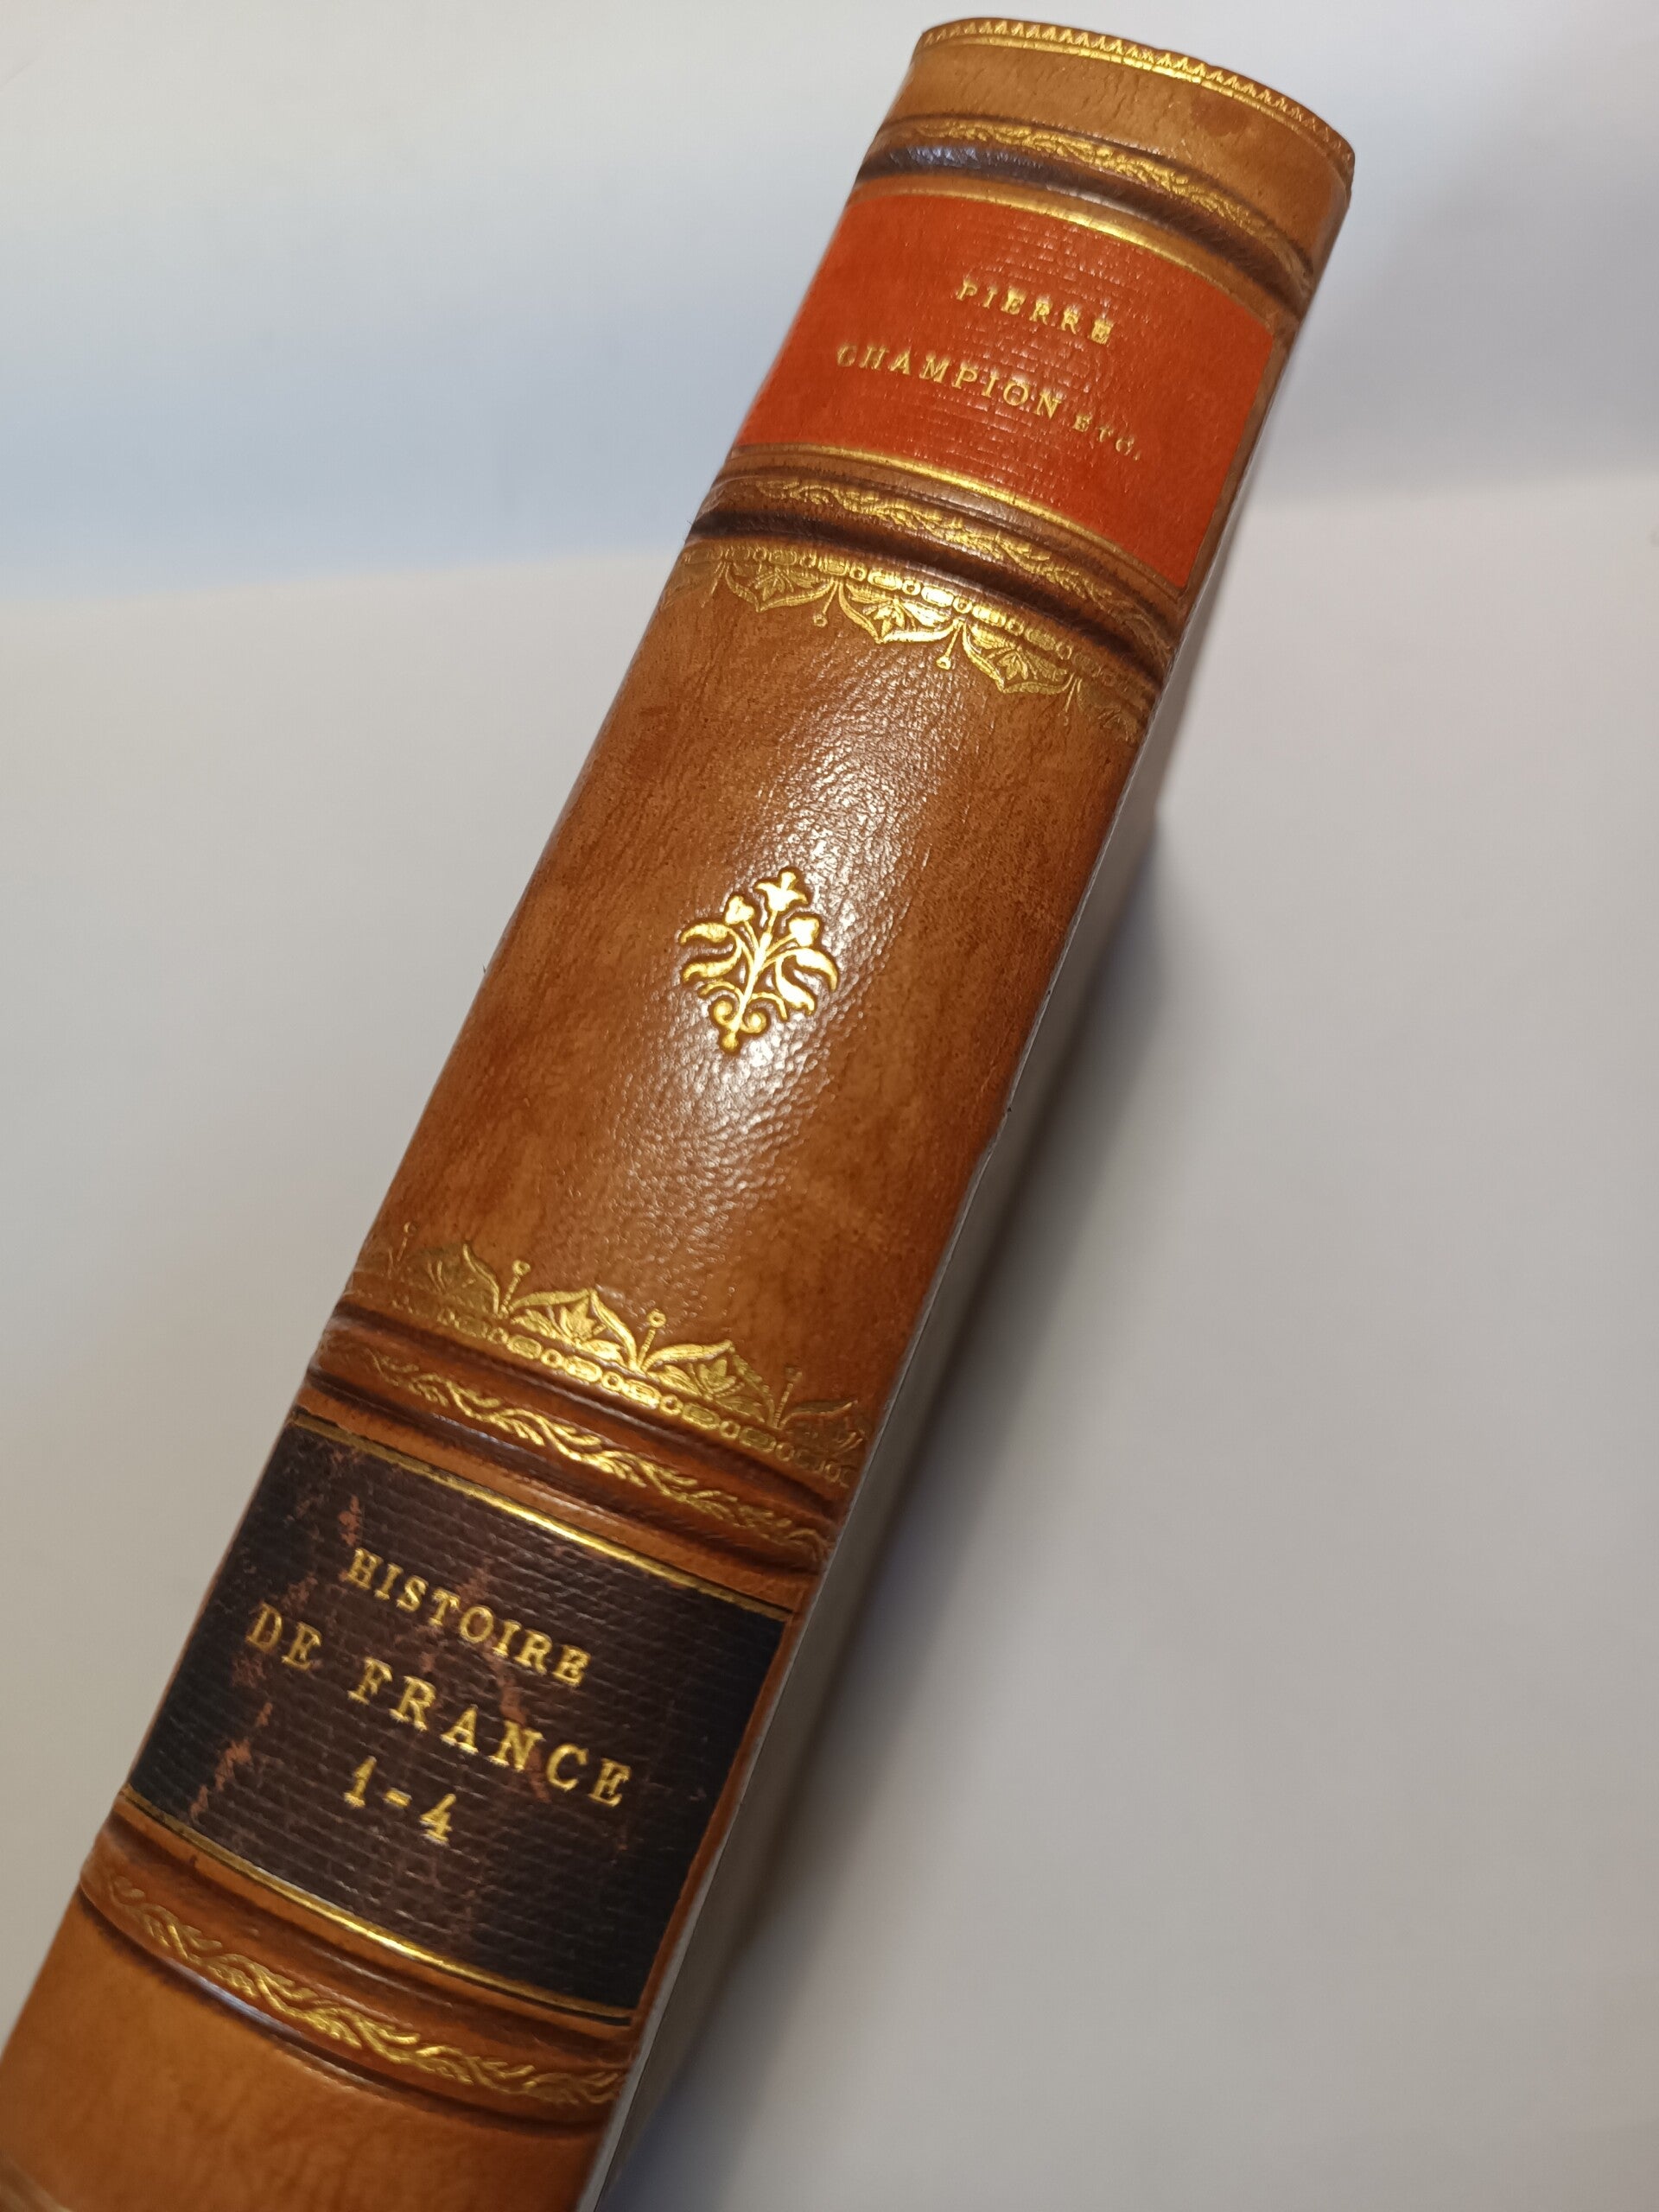 PIERRE
CHAMPION ETC.
HISTOIRE
DE FRANCE
1-4